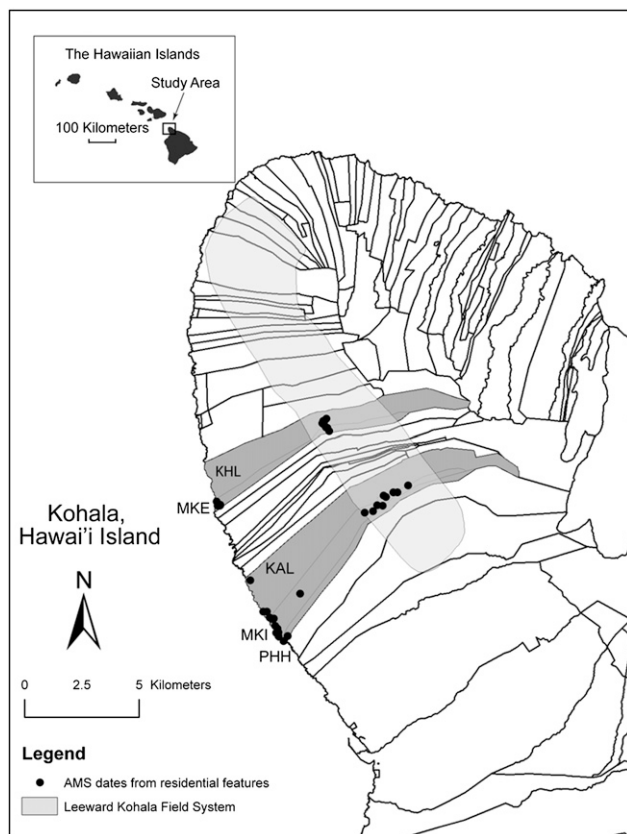 The Hawaiian Islands
Study Area
100 Kilometers
KHL
MKE
Kohala,
Hawai'i Island
KAL
N
MKI
PHH
0 2.5 5 Kilometers
Legend
AMS dates from residential features
Leeward Kohala Field System